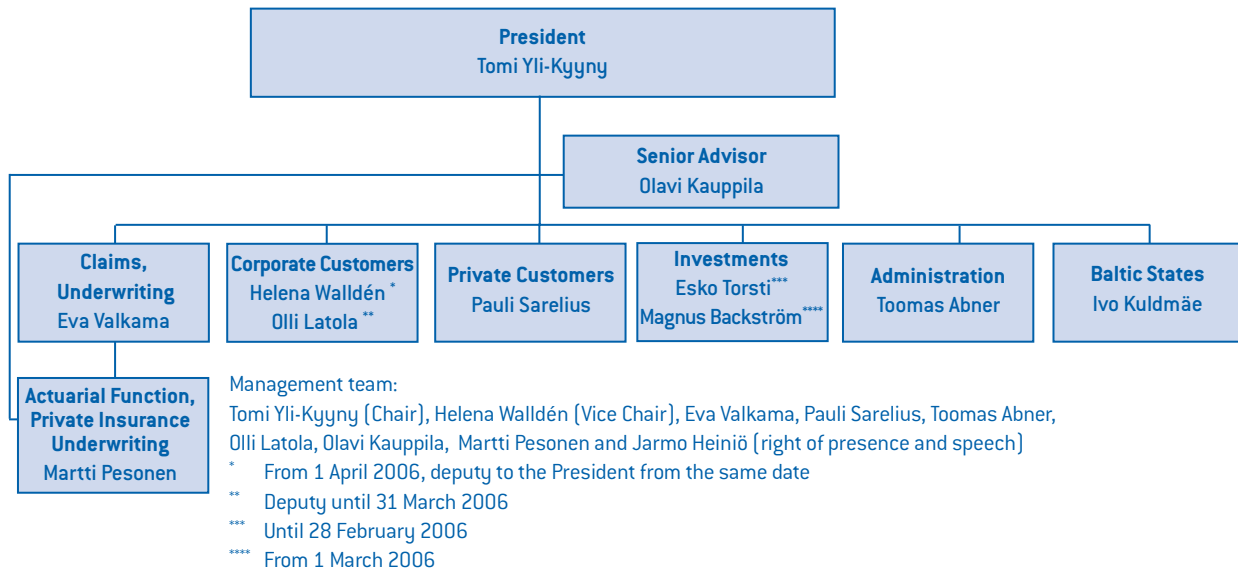 President
Tomi Yli-Kyyny
Senior Advisor
Olavi Kauppila
Claims,
Underwriting
Eva Valkama
Corporate Customers
Helena Walldén *
Olli Latola **
Private Customers
Pauli Sarelius
Investments
Esko Torsti***
Magnus Backström****
Administration
Toomas Abner
Baltic States
Ivo Kuldmäe
Actuarial Function,
Private Insurance
Underwriting
Martti Pesonen
Management team:
Tomi Yli-Kyyny (Chair), Helena Walldén (Vice Chair), Eva Valkama, Pauli Sarelius, Toomas Abner,
Olli Latola, Olavi Kauppila, Martti Pesonen and Jarmo Heiniö (right of presence and speech)
* From 1 April 2006, deputy to the President from the same date
** Deputy until 31 March 2006
*** Until 28 February 2006
**** From 1 March 2006